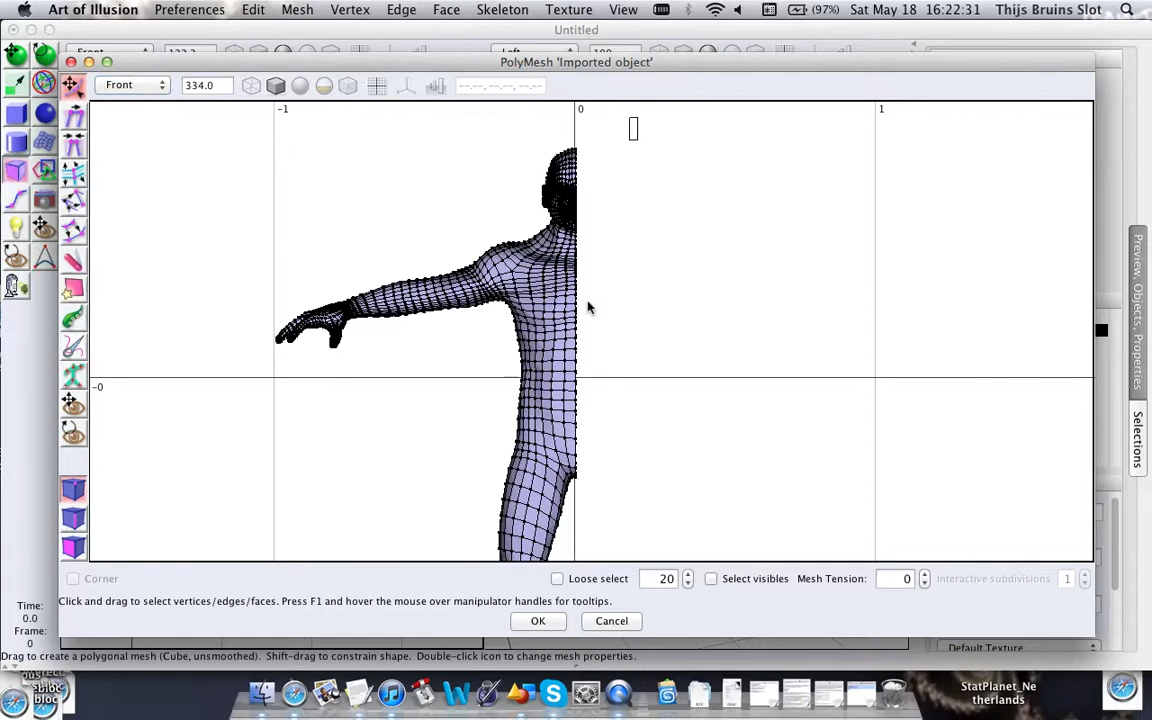 Art of Illusion Preferences Edit Mesh Vertex Edge Face Skeleton Texture View (97%) Sat May 18 16:22:31 Thijs Bruins Slot
Untitled
Front
Left
PolyMesh 'Imported object'
Front 334.0 --.--, --.--, --.--
-1 0 1
-0
Preview, Objects, Properties
Selections
Corner Loose select 20 Select visibles Mesh Tension: 0 Interactive subdivisions 1
Click and drag to select vertices/edges/faces. Press F1 and hover the mouse over manipulator handles for tooltips.
OK Cancel
Time:
0.0
Frame:
0
Default Texture
Drag to create a polygonal mesh (Cube, unsmoothed). Shift-drag to constrain shape. Double-click icon to change mesh properties.
StatPlanet_Ne
therlands